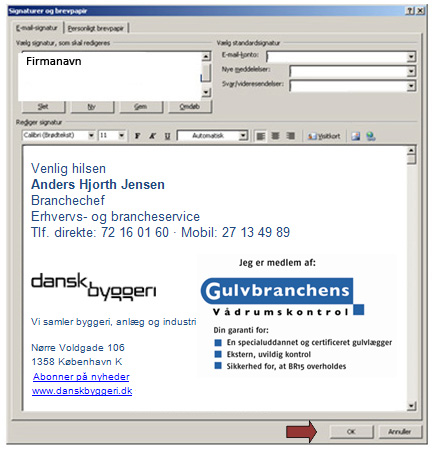 Signaturer og brevpapir
E-mail-signatur
Personligt brevpapir
Vælg signatur, som skal redigeres
Firmanavn
Slet
Ny
Gem
Omdøb
Vælg standardsignatur
E-mail-konto:
Nye meddelelser:
Svar/videresendelser:
Rediger signatur
Calibri (Brødtekst)
11
F
K
U
Automatisk
Visitkort
Venlig hilsen
Anders Hjorth Jensen
Branchechef
Erhvervs- og brancheservice
Tlf. direkte: 72 16 01 60 · Mobil: 27 13 49 89
dansk
byggeri
Vi samler byggeri, anlæg og industri
Nørre Voldgade 106
1358 København K
Abonner på nyheder
www.danskbyggeri.dk
Jeg er medlem af:
Gulvbranchens
Vådrumskontrol
Din garanti for:
En specialuddannet og certificeret gulvlægger
Ekstern, uvildig kontrol
Sikkerhed for, at BR15 overholdes
OK
Annuller